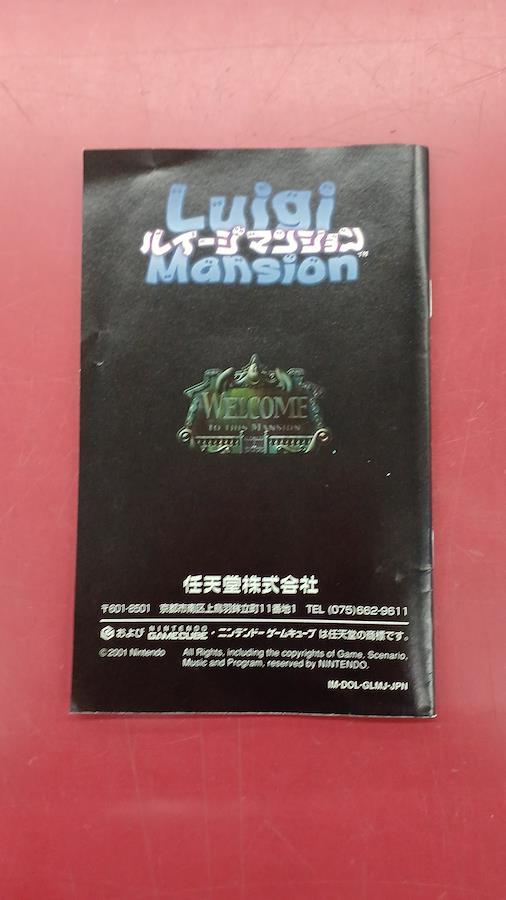 Luigi
ルイージマンション
Mansion™
WELCOME
TO THIS MANSION
任天堂株式会社
〒601-8501 京都市南区上鳥羽鉾立町11番地1 TEL (075)662-9611
および NINTENDO GAMECUBE・ニンテンドーゲームキューブは任天堂の商標です。
©2001 Nintendo All Rights, including the copyrights of Game, Scenario,
Music and Program, reserved by NINTENDO.
IM-DOL-GLMJ-JPN